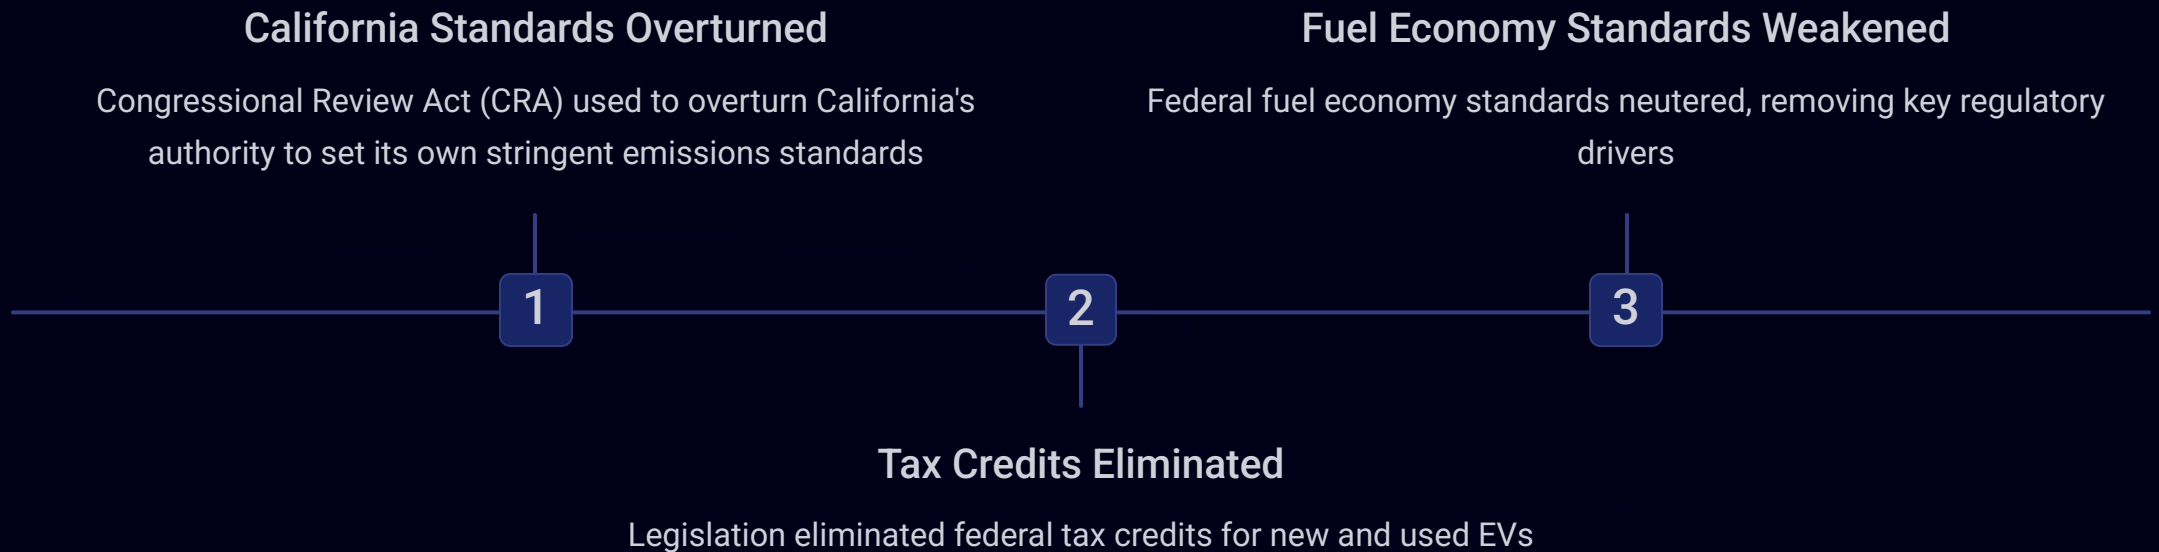 California Standards Overturned
Congressional Review Act (CRA) used to overturn California's
authority to set its own stringent emissions standards
Fuel Economy Standards Weakened
Federal fuel economy standards neutered, removing key regulatory
drivers
1
2
3
Tax Credits Eliminated
Legislation eliminated federal tax credits for new and used EVs